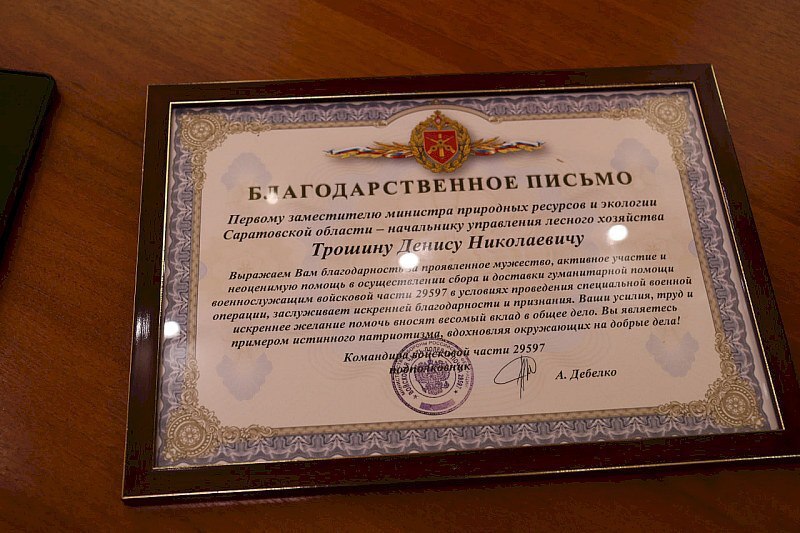 БЛАГОДАРСТВЕННОЕ ПИСЬМО
Первому заместителю министра природных ресурсов и экологии
Саратовской области – начальнику управления лесного хозяйства
Трошину Денису Николаевичу
Выражаем Вам благодарность за проявленное мужество, активное участие и
неоценимую помощь в осуществлении сбора и доставки гуманитарной помощи
военнослужащим войсковой части 29597 в условиях проведения специальной военной
операции, заслуживает искренней благодарности и признания. Ваши усилия, труд и
искреннее желание помочь вносят весомый вклад в общее дело. Вы являетесь
примером истинного патриотизма, вдохновляя окружающих на добрые дела!
Командира войсковой части 29597
подполковник
А. Дебелко